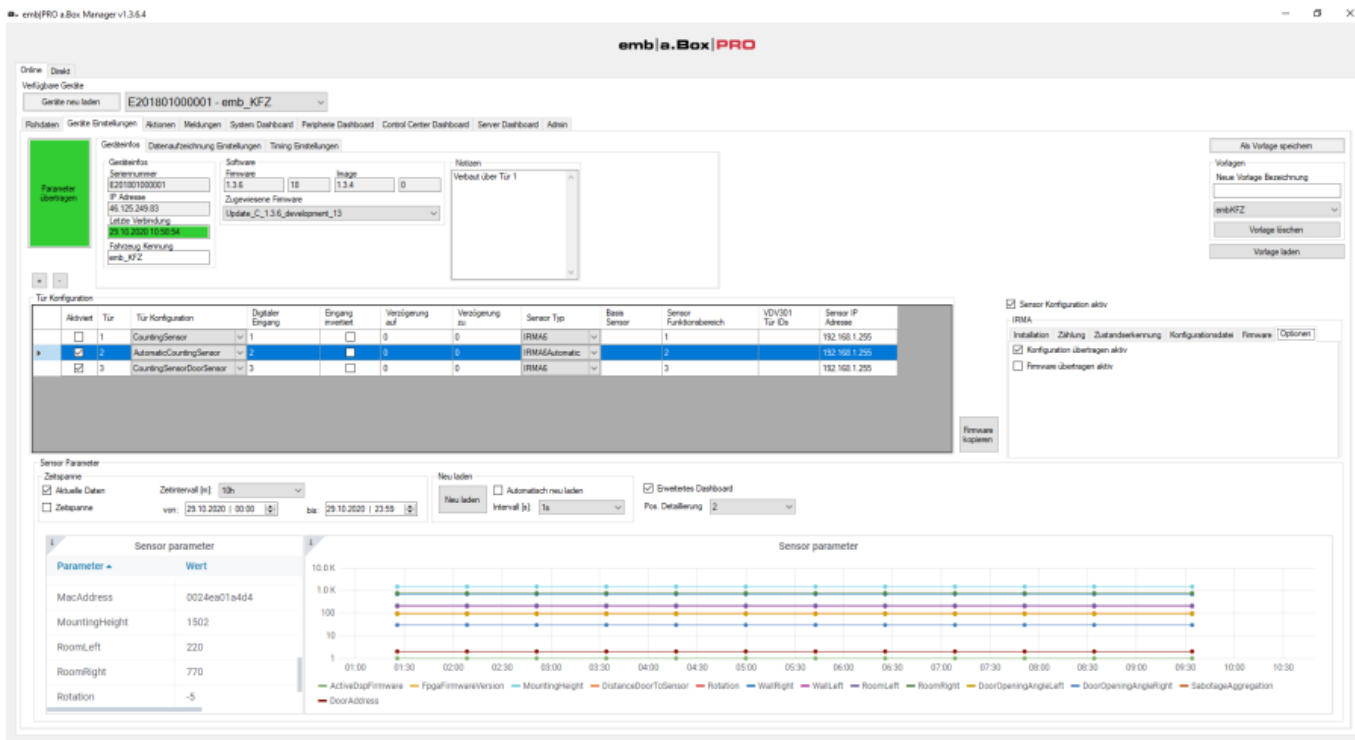 emb|PRO a.Box Manager v1.3.6.4
emb|a.Box|PRO
Online Direkt
Verfügbare Geräte
Geräte neu laden E201801000001 - emb_KFZ
Rohdaten Geräte Einstellungen Aktionen Meldungen System Dashboard Peripherie Dashboard Control Center Dashboard Server Dashboard Admin
Parameter übertragen
Geräteinfos Datenaufzeichnung Einstellungen Timing Einstellungen
Geräteinfos
Seriennummer
E201801000001
IP Adresse
46.125.249.83
Letzte Verbindung
29.10.2020 10:50:54
Fahrzeug Kennung
emb_KFZ
Software
Firmware Image
1.3.6 18 1.3.4 0
Zugewiesene Firmware
Update_C_1.3.6_development_13
Notizen
Verbaut über Tür 1
Als Vorlage speichern
Vorlagen
Neue Vorlage Bezeichnung
embKFZ
Vorlage löschen
Vorlage laden
+ -
Tür Konfiguration
Aktiviert Tür Tür Konfiguration Digitaler Eingang Eingang invertiert Verzögerung auf Verzögerung zu Sensor Typ Basis Sensor Sensor Funktionsbereich VDV301 Tür IDs Sensor IP Adresse
1 CountingSensor 1 0 0 IRMA6 1 192.168.1.255
2 AutomaticCountingSensor 2 0 0 IRMA6Automatic 2 192.168.1.255
3 CountingSensorDoorSensor 3 0 0 IRMA6 3 192.168.1.255
Firmware kopieren
Sensor Konfiguration aktiv
IRMA
Installation Zählung Zustandserkennung Konfigurationsdatei Firmware Optionen
Konfiguration übertragen aktiv
Firmware übertragen aktiv
Sensor Parameter
Zeitspanne
Aktuelle Daten Zeitintervall [m]: 10h
Zeitspanne von: 29.10.2020 | 00:00 bis: 29.10.2020 | 23:59
Neu laden
Neu laden Automatisch neu laden
Intervall [s]: 1s
Erweitertes Dashboard
Pos. Detaillierung 2
Sensor parameter
Parameter Wert
MacAddress 0024ea01a4d4
MountingHeight 1502
RoomLeft 220
RoomRight 770
Rotation -5
Sensor parameter
10.0 K
1.0 K
100
10
1
01:00 01:30 02:00 02:30 03:00 03:30 04:00 04:30 05:00 05:30 06:00 06:30 07:00 07:30 08:00 08:30 09:00 09:30 10:00 10:30
ActiveDspFirmware FpgaFirmwareVersion MountingHeight DistanceDoorToSensor Rotation WallRight WallLeft RoomLeft RoomRight DoorOpeningAngleLeft DoorOpeningAngleRight SabotageAggregation
DoorAddress